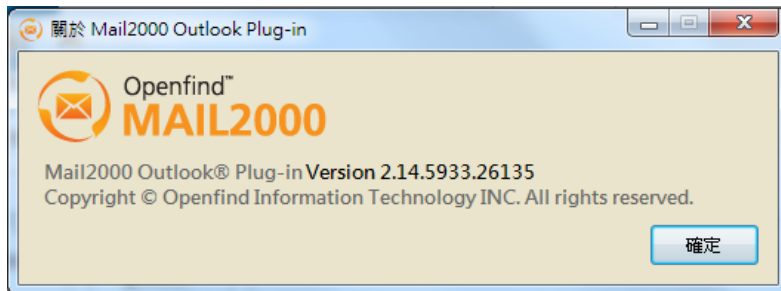 關於 Mail2000 Outlook Plug-in
Openfind™
MAIL2000
Mail2000 Outlook® Plug-in Version 2.14.5933.26135
Copyright © Openfind Information Technology INC. All rights reserved.
確定